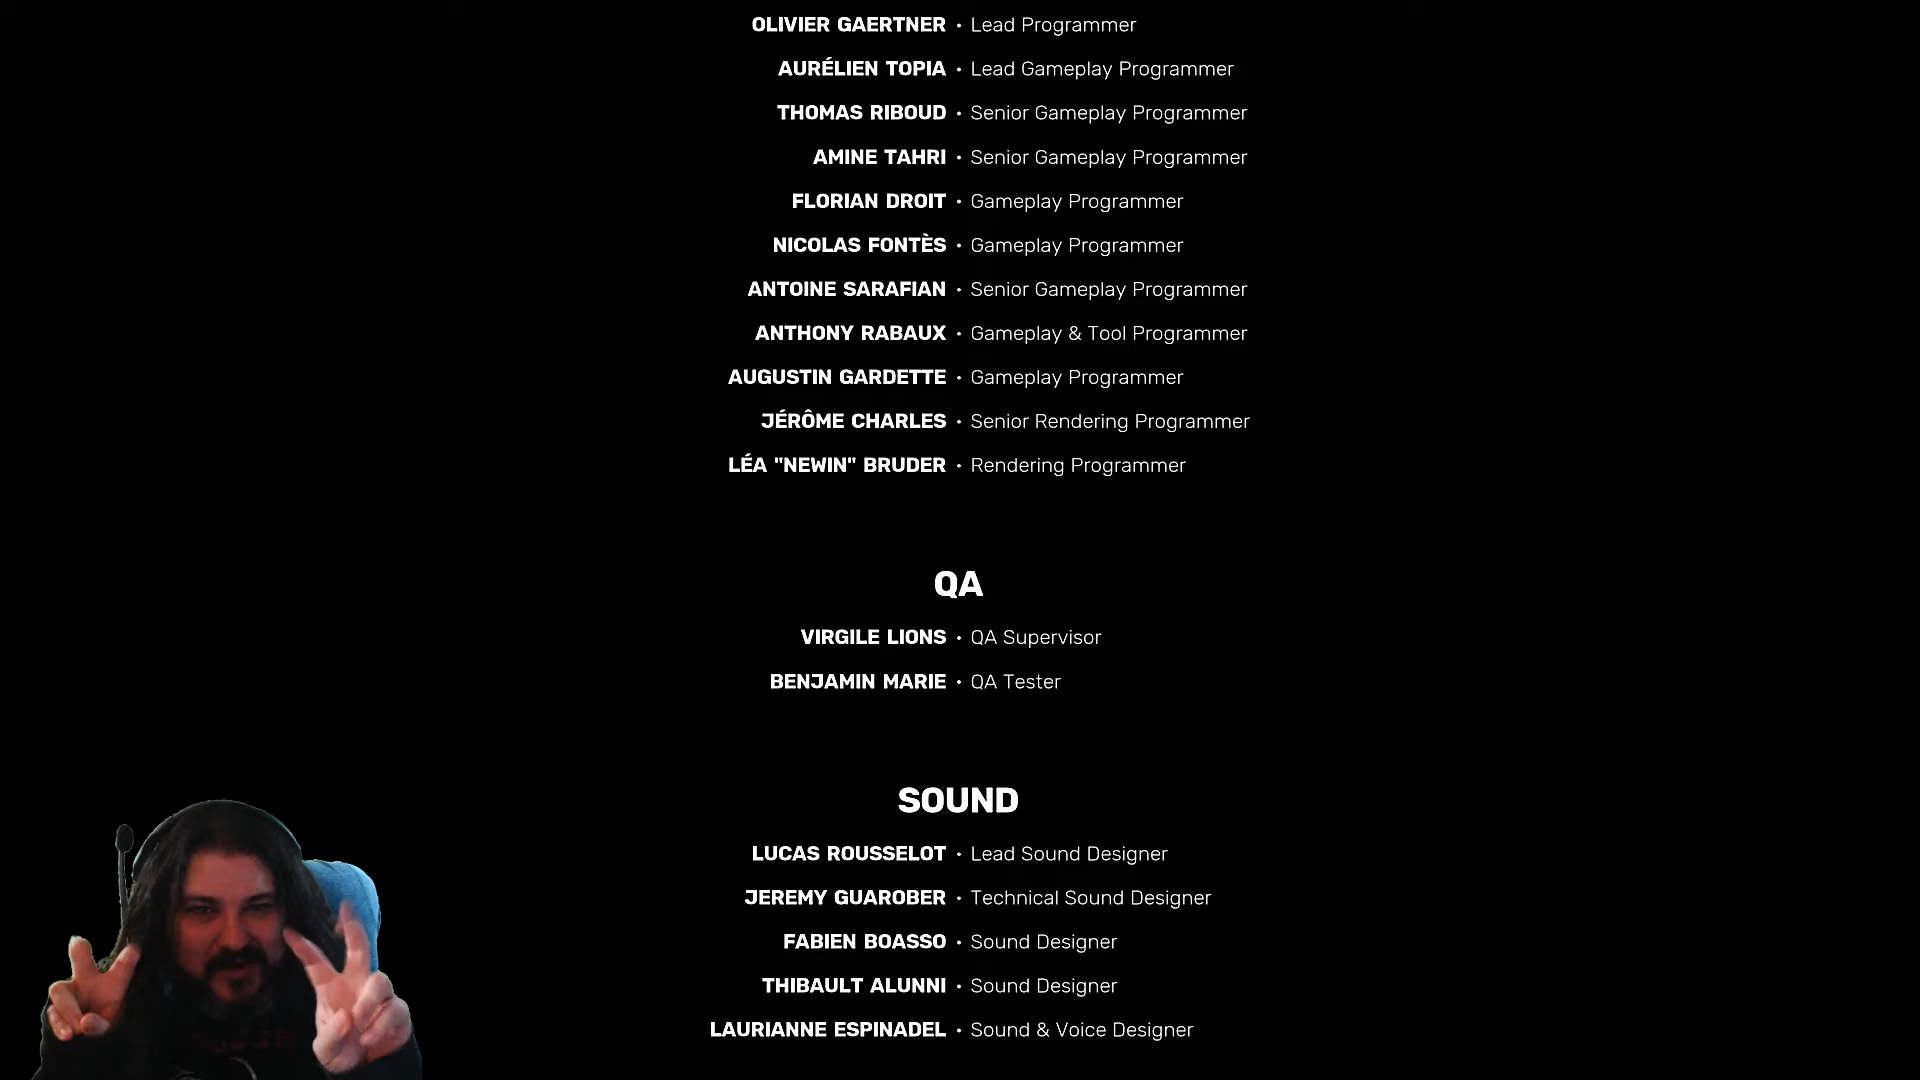 OLIVIER GAERTNER • Lead Programmer
AURÉLIEN TOPIA • Lead Gameplay Programmer
THOMAS RIBOUD • Senior Gameplay Programmer
AMINE TAHRI • Senior Gameplay Programmer
FLORIAN DROIT • Gameplay Programmer
NICOLAS FONTÈS • Gameplay Programmer
ANTOINE SARAFIAN • Senior Gameplay Programmer
ANTHONY RABAUX • Gameplay & Tool Programmer
AUGUSTIN GARDETTE • Gameplay Programmer
JÉRÔME CHARLES • Senior Rendering Programmer
LÉA "NEWIN" BRUDER • Rendering Programmer
QA
VIRGILE LIONS • QA Supervisor
BENJAMIN MARIE • QA Tester
SOUND
LUCAS ROUSSELOT • Lead Sound Designer
JEREMY GUAROBER • Technical Sound Designer
FABIEN BOASSO • Sound Designer
THIBAULT ALUNNI • Sound Designer
LAURIANNE ESPINADEL • Sound & Voice Designer